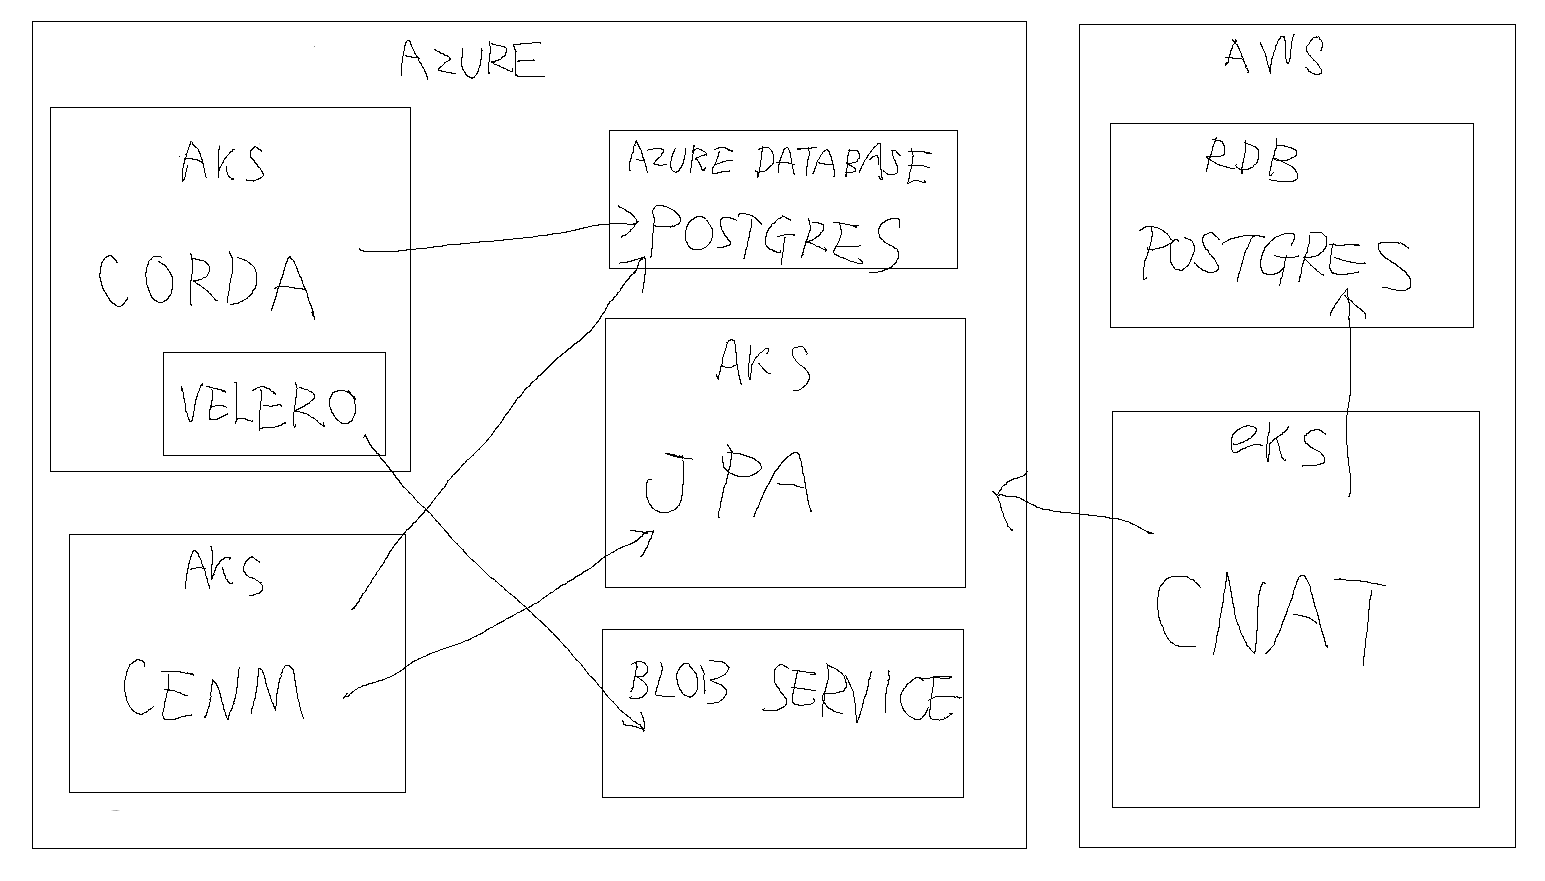 AZURE
AKS
CORDA
VELERO
AKS
CENM
AZURE DATABASE
POSTGRES
AKS
JPA
BLOB SERVICE
AWS
RDB
POSTGRES
eKS
CNAT